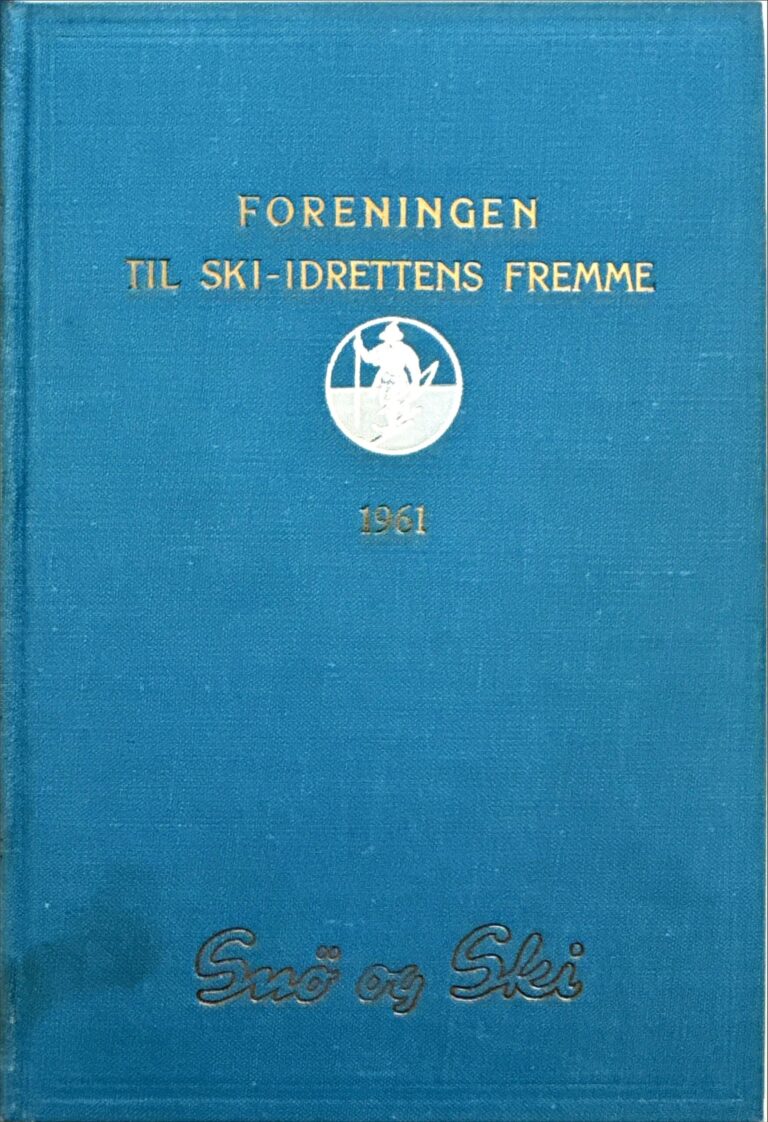 FORENINGEN
TIL SKI-IDRETTENS FREMME
1961
Snö og Ski